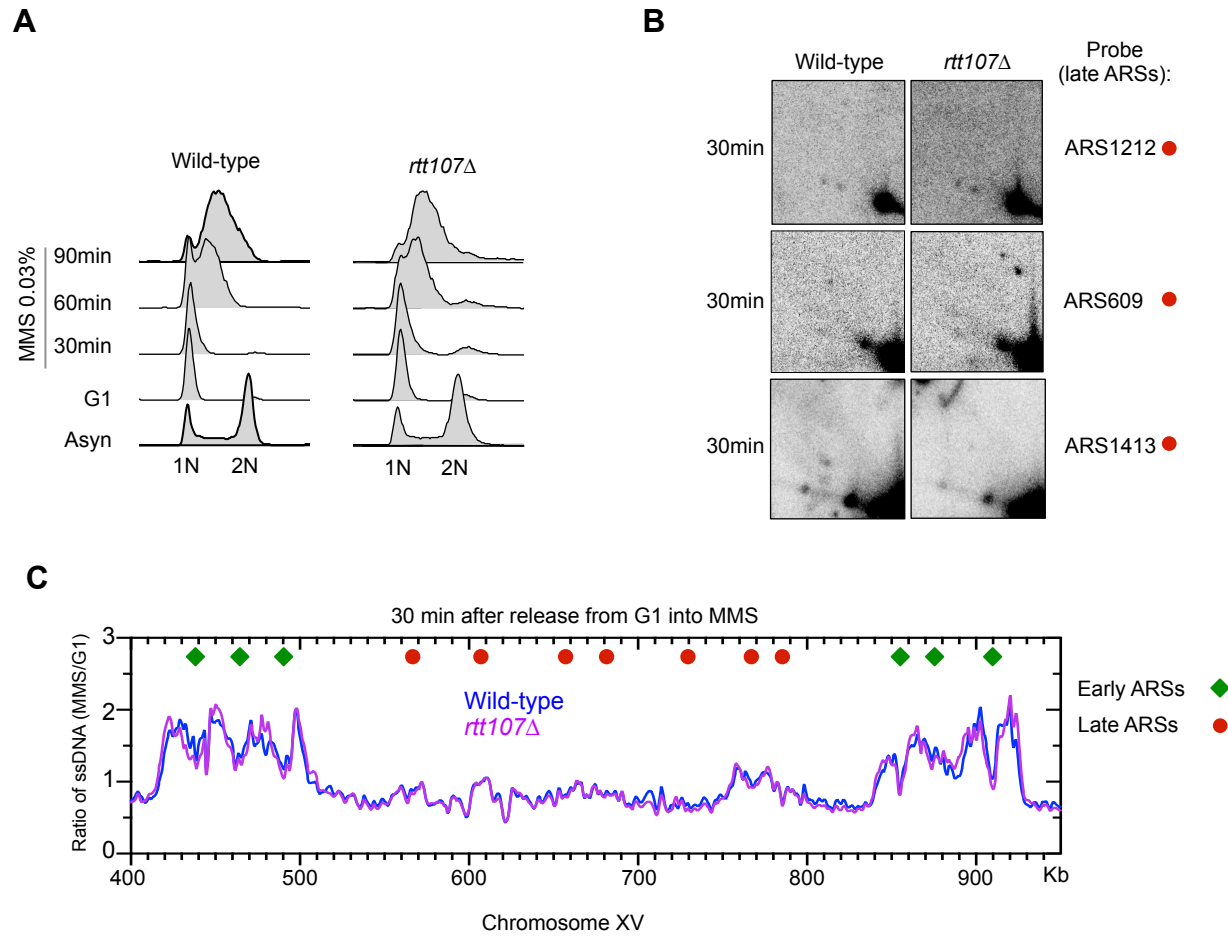 A
Wild-type
rtt107Δ
MMS 0.03%
90min
60min
30min
G1
Asyn
1N
2N
1N
2N
B
Wild-type
rtt107Δ
Probe
(late ARSs):
30min
ARS1212
30min
ARS609
30min
ARS1413
C
30 min after release from G1 into MMS
Ratio of ssDNA (MMS/G1)
3
2
1
0
Wild-type
rtt107Δ
400
500
600
700
800
900
Kb
Chromosome XV
Early ARSs
Late ARSs